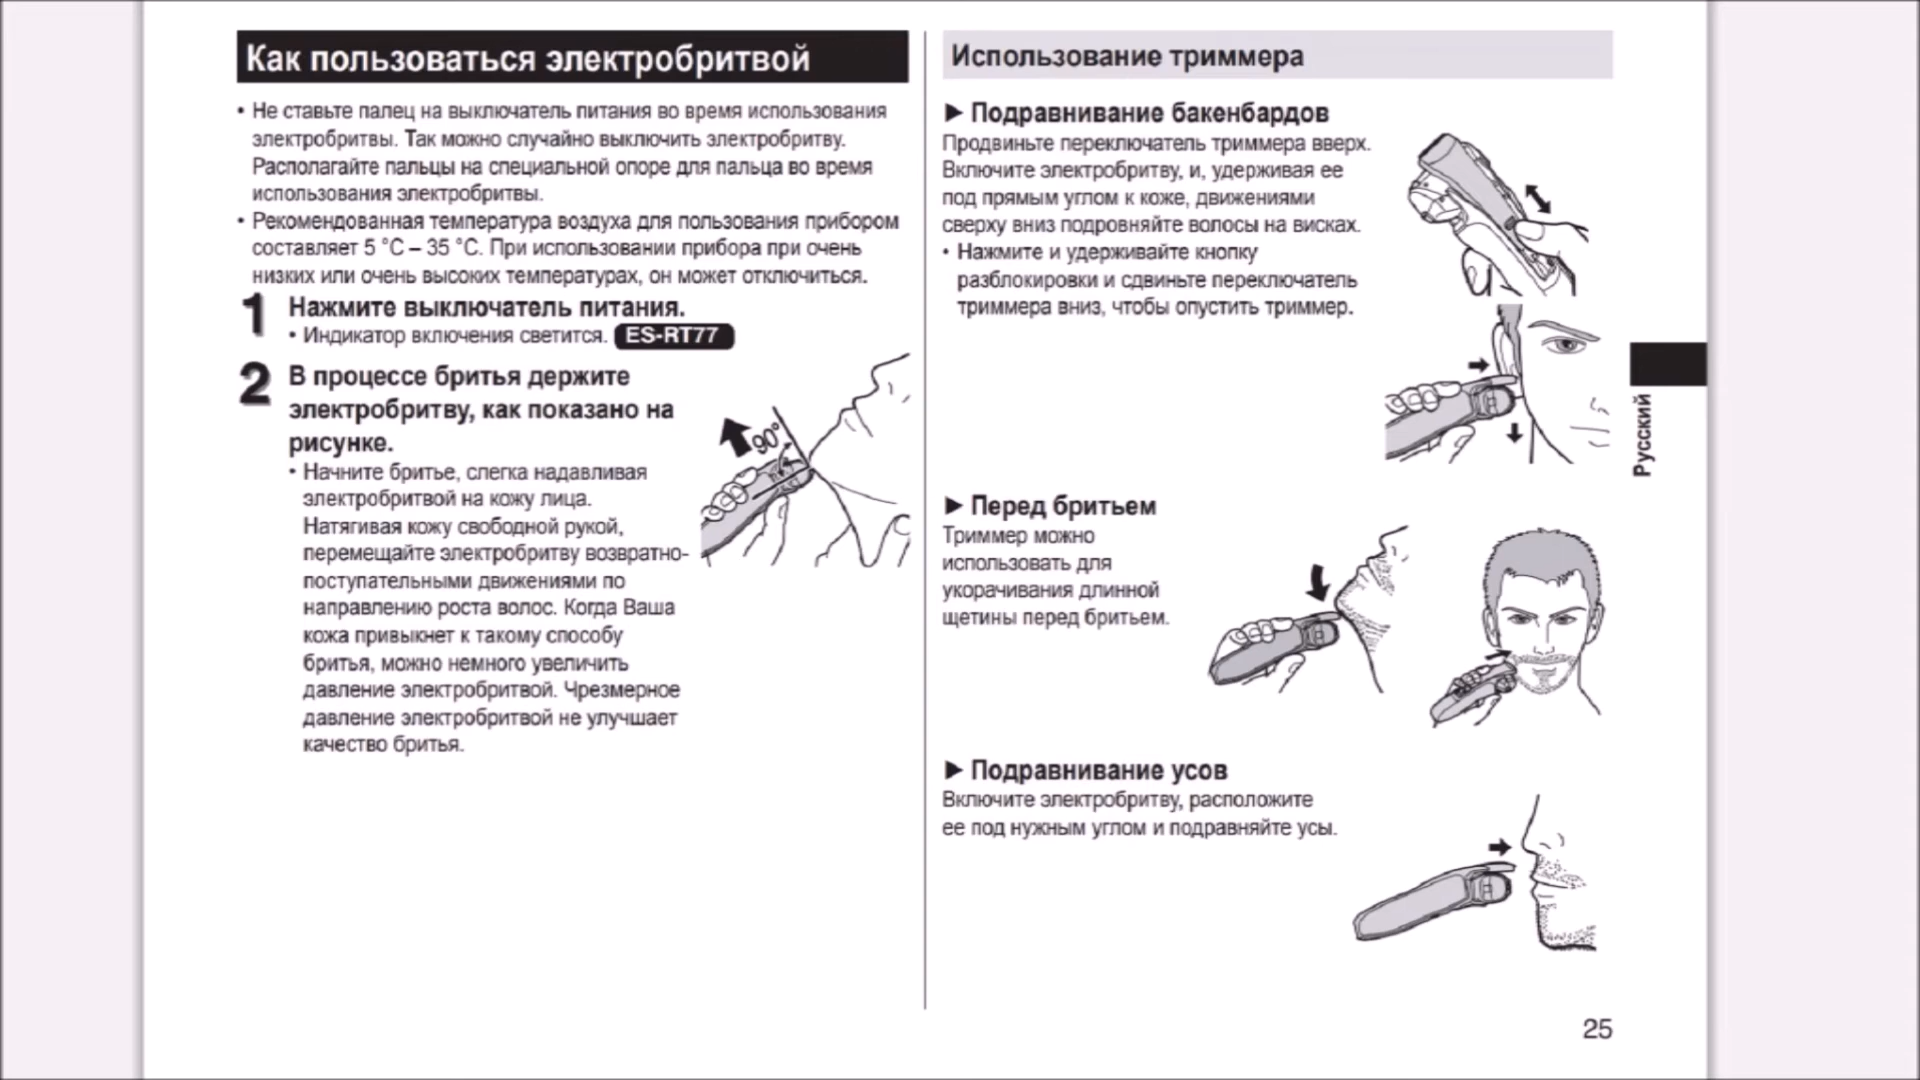 Как пользоваться электробритвой
• Не ставьте палец на выключатель питания во время использования
электробритвы. Так можно случайно выключить электробритву.
Располагайте пальцы на специальной опоре для пальца во время
использования электробритвы.
• Рекомендованная температура воздуха для пользования прибором
составляет 5 °C – 35 °C. При использовании прибора при очень
низких или очень высоких температурах, он может отключиться.
1 Нажмите выключатель питания.
• Индикатор включения светится. ES-RT77
2 В процессе бритья держите
электробритву, как показано на
рисунке.
• Начните бритье, слегка надавливая
электробритвой на кожу лица.
Натягивая кожу свободной рукой,
перемещайте электробритву возвратно-
поступательными движениями по
направлению роста волос. Когда Ваша
кожа привыкнет к такому способу
бритья, можно немного увеличить
давление электробритвой. Чрезмерное
давление электробритвой не улучшает
качество бритья.
90°
Использование триммера
► Подравнивание бакенбардов
Продвиньте переключатель триммера вверх.
Включите электробритву, и, удерживая ее
под прямым углом к коже, движениями
сверху вниз подровняйте волосы на висках.
• Нажмите и удерживайте кнопку
разблокировки и сдвиньте переключатель
триммера вниз, чтобы опустить триммер.
► Перед бритьем
Триммер можно
использовать для
укорачивания длинной
щетины перед бритьем.
► Подравнивание усов
Включите электробритву, расположите
ее под нужным углом и подравняйте усы.
Русский
25